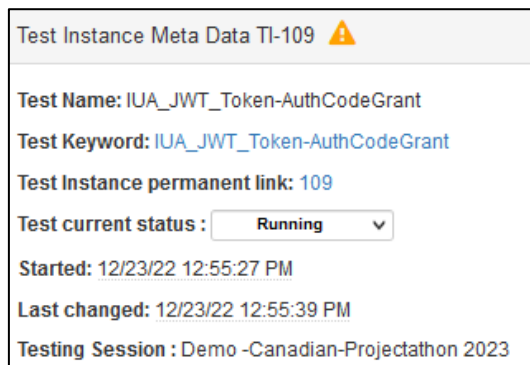 Test Instance Meta Data TI-109
Test Name: IUA_JWT_Token-AuthCodeGrant
Test Keyword: IUA_JWT_Token-AuthCodeGrant
Test Instance permanent link: 109
Test current status : Running
Started: 12/23/22 12:55:27 PM
Last changed: 12/23/22 12:55:39 PM
Testing Session : Demo -Canadian-Projectathon 2023